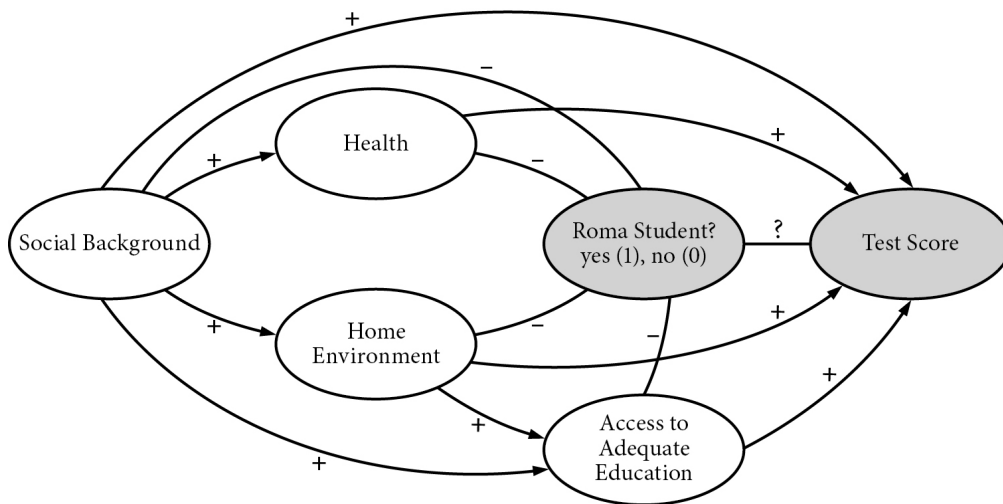 +
–
Health
+
+
–
Social Background
Roma Student?
yes (1), no (0)
?
Test Score
+
Home
Environment
–
+
–
+
+
Access to
Adequate
Education
+